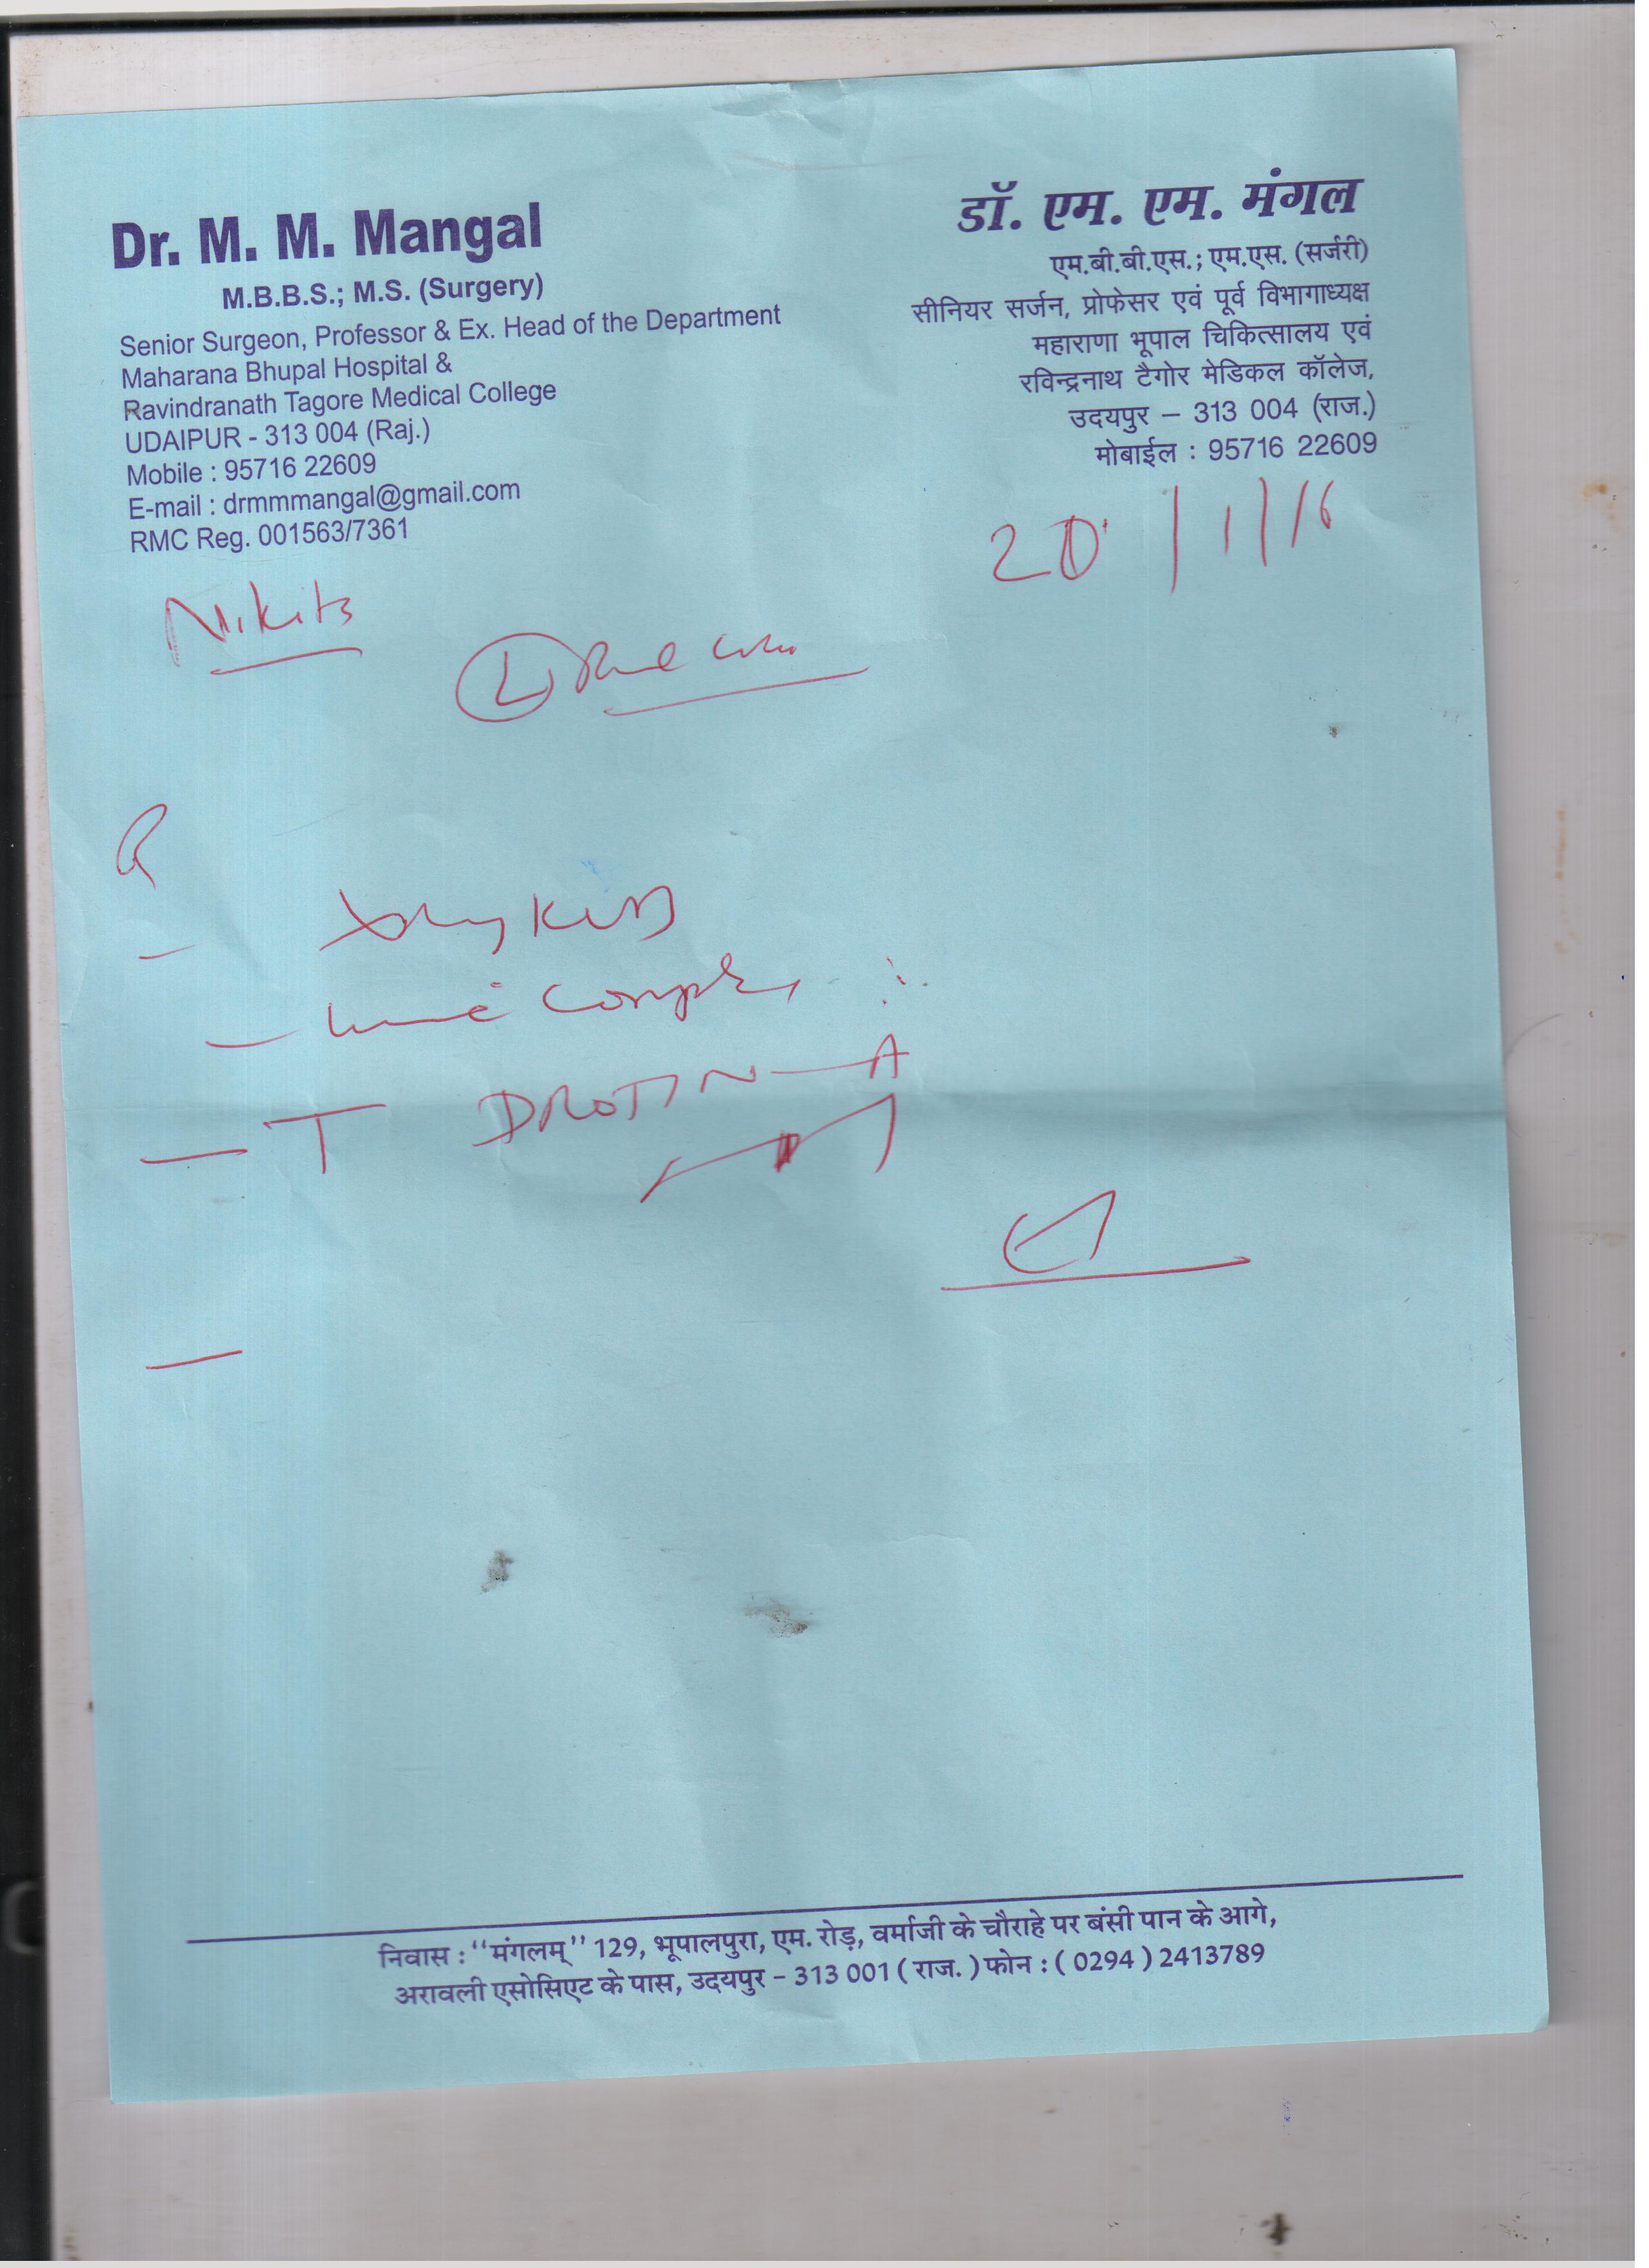 Dr. M. M. Mangal
M.B.B.S.; M.S. (Surgery)
Senior Surgeon, Professor & Ex. Head of the Department
Maharana Bhupal Hospital &
Ravindranath Tagore Medical College
UDAIPUR - 313 004 (Raj.)
Mobile : 95716 22609
E-mail : drmmmangal@gmail.com
RMC Reg. 001563/7361
डॉ. एम. एम. मंगल
एम.बी.बी.एस.; एम.एस. (सर्जरी)
सीनियर सर्जन, प्रोफेसर एवं पूर्व विभागाध्यक्ष
महाराणा भूपाल चिकित्सालय एवं
रविन्द्रनाथ टैगोर मेडिकल कॉलेज,
उदयपुर – 313 004 (राज.)
मोबाईल : 95716 22609
20/1/16
Nikita
(L)
KUB
T DROTIN-A
निवास : "मंगलम्" 129, भूपालपुरा, एम. रोड़, वर्माजी के चौराहे पर बंसी पान के आगे,
अरावली एसोसिएट के पास, उदयपुर – 313 001 ( राज. ) फोन : ( 0294 ) 2413789